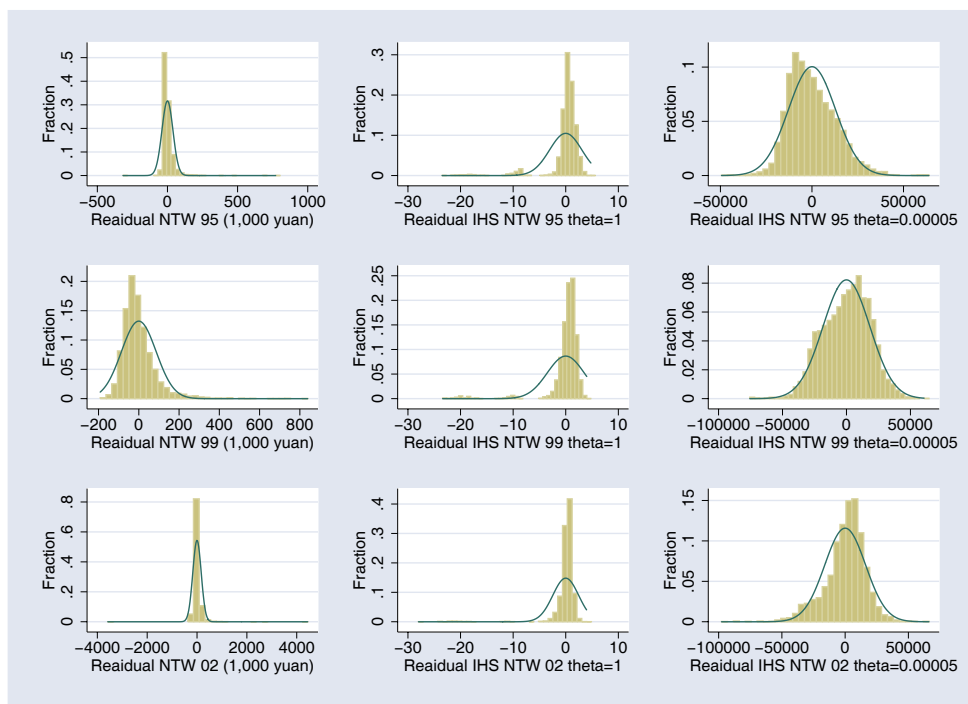 Fraction
0 .1 .2 .3 .4 .5
−500 0 500 1000
Reaidual NTW 95 (1,000 yuan)
Fraction
0 .1 .2 .3
−30 −20 −10 0 10
Residual IHS NTW 95 theta=1
Fraction
0 .05 .1
−50000 0 50000
Residual IHS NTW 95 theta=0.00005
Fraction
0 .05 .1 .15 .2
−200 0 200 400 600 800
Reaidual NTW 99 (1,000 yuan)
Fraction
0 .05 .1 .15 .20 .25
−30 −20 −10 0 10
Residual IHS NTW 99 theta=1
Fraction
0 .02 .04 .06 .08
−100000 −50000 0 50000
Residual IHS NTW 99 theta=0.00005
Fraction
0 .2 .4 .6 .8
−4000 −2000 0 2000 4000
Reaidual NTW 02 (1,000 yuan)
Fraction
0 .1 .2 .3 .4
−30 −20 −10 0 10
Residual IHS NTW 02 theta=1
Fraction
0 .05 .1 .15
−100000 −50000 0 50000
Residual IHS NTW 02 theta=0.00005